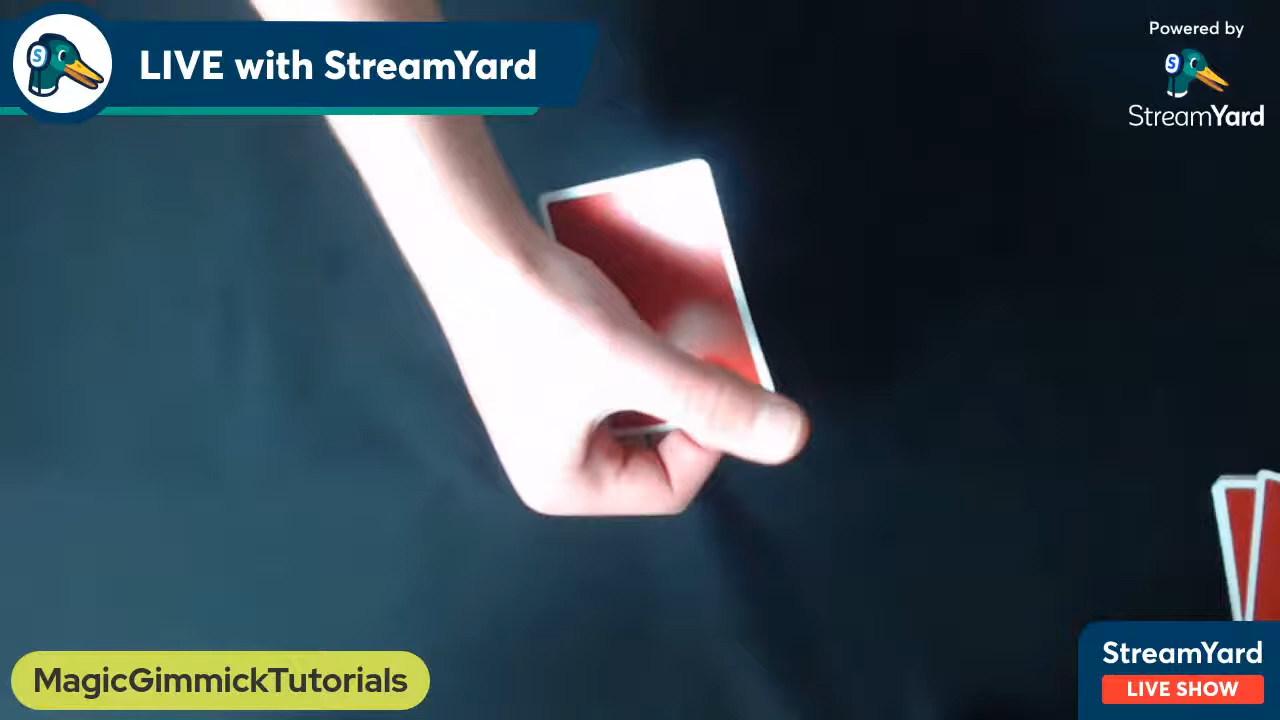 S
LIVE with StreamYard
Powered by
S
StreamYard
MagicGimmickTutorials
StreamYard
LIVE SHOW